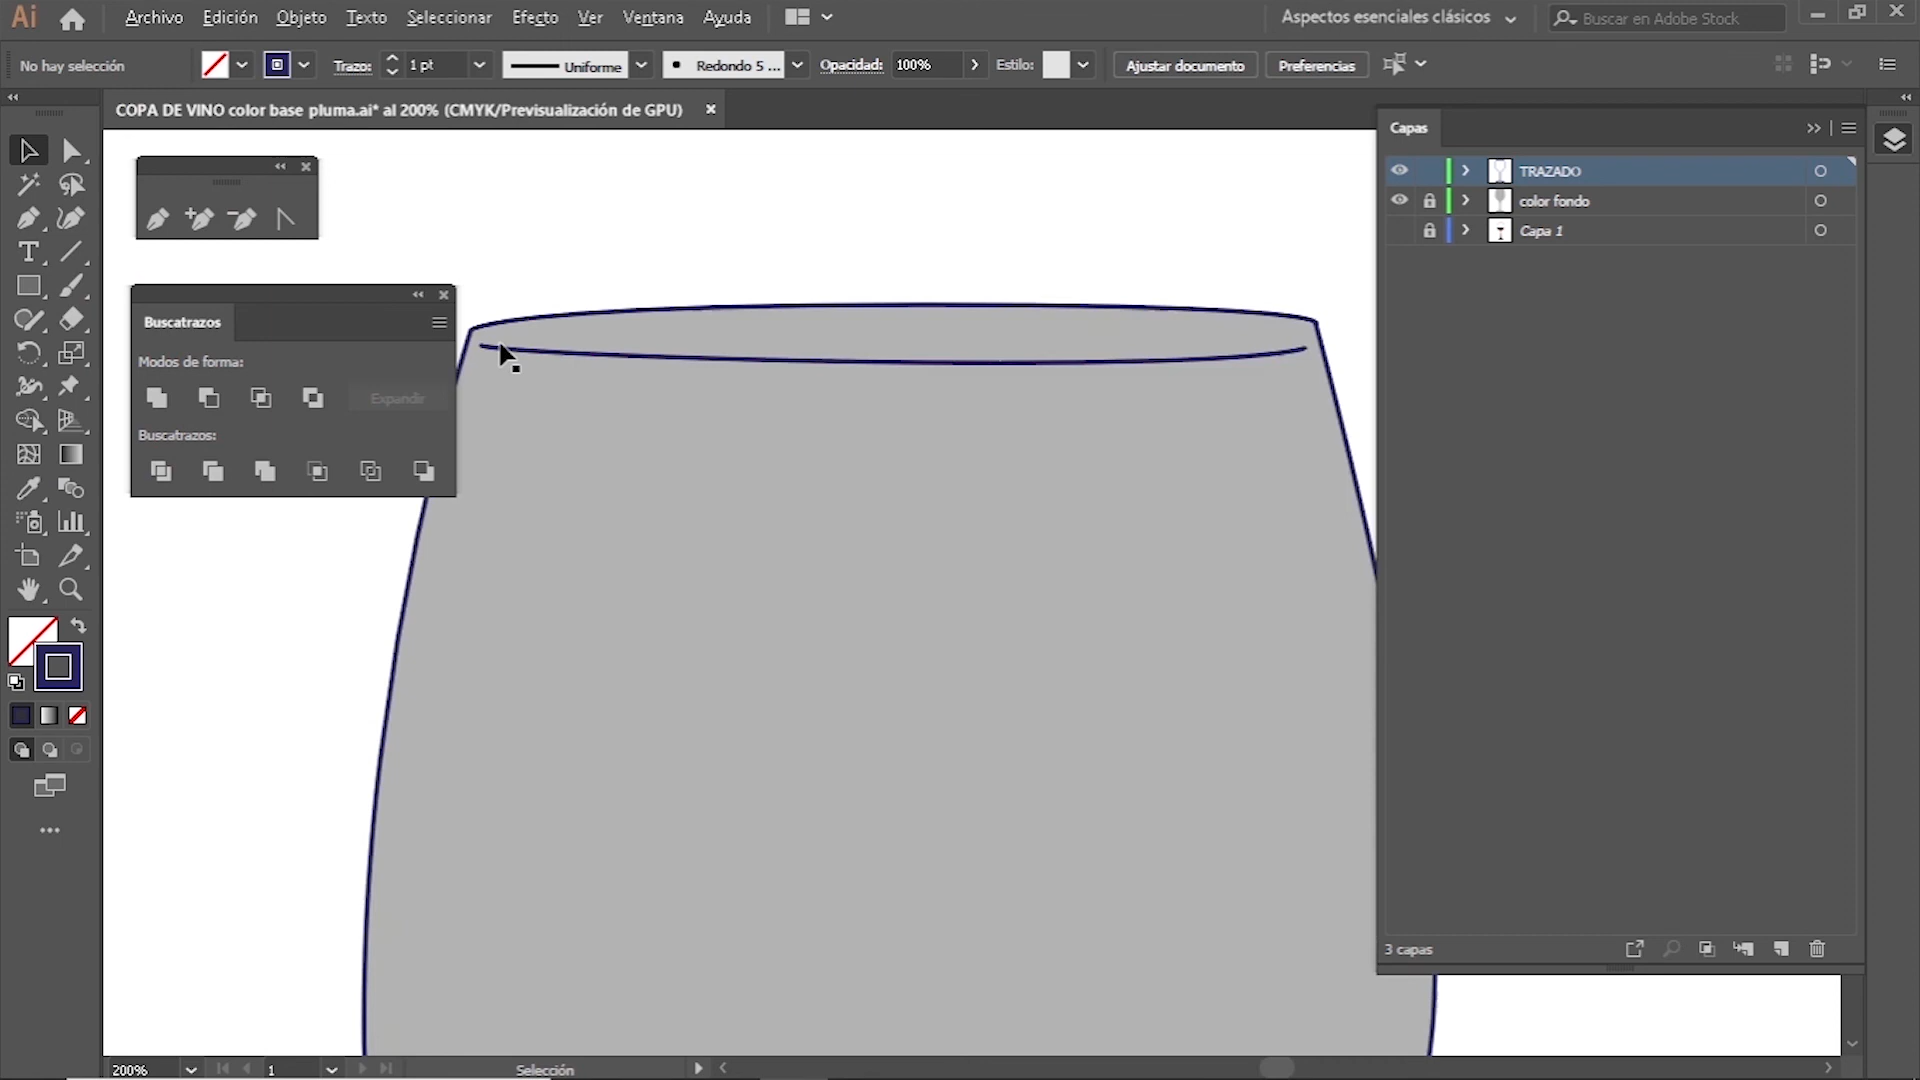 Ai Archivo Edición Objeto Texto Seleccionar Efecto Ver Ventana Ayuda Aspectos esenciales clásicos Buscar en Adobe Stock
No hay selección Trazo: 1 pt Uniforme Redondo 5 ... Opacidad: 100% Estilo: Ajustar documento Preferencias
COPA DE VINO color base pluma.ai* al 200% (CMYK/Previsualización de GPU)
Capas
TRAZADO
color fondo
Capa 1
Buscatrazos
Modos de forma:
Expandir
Buscatrazos:
3 capas
200% 1 Selección